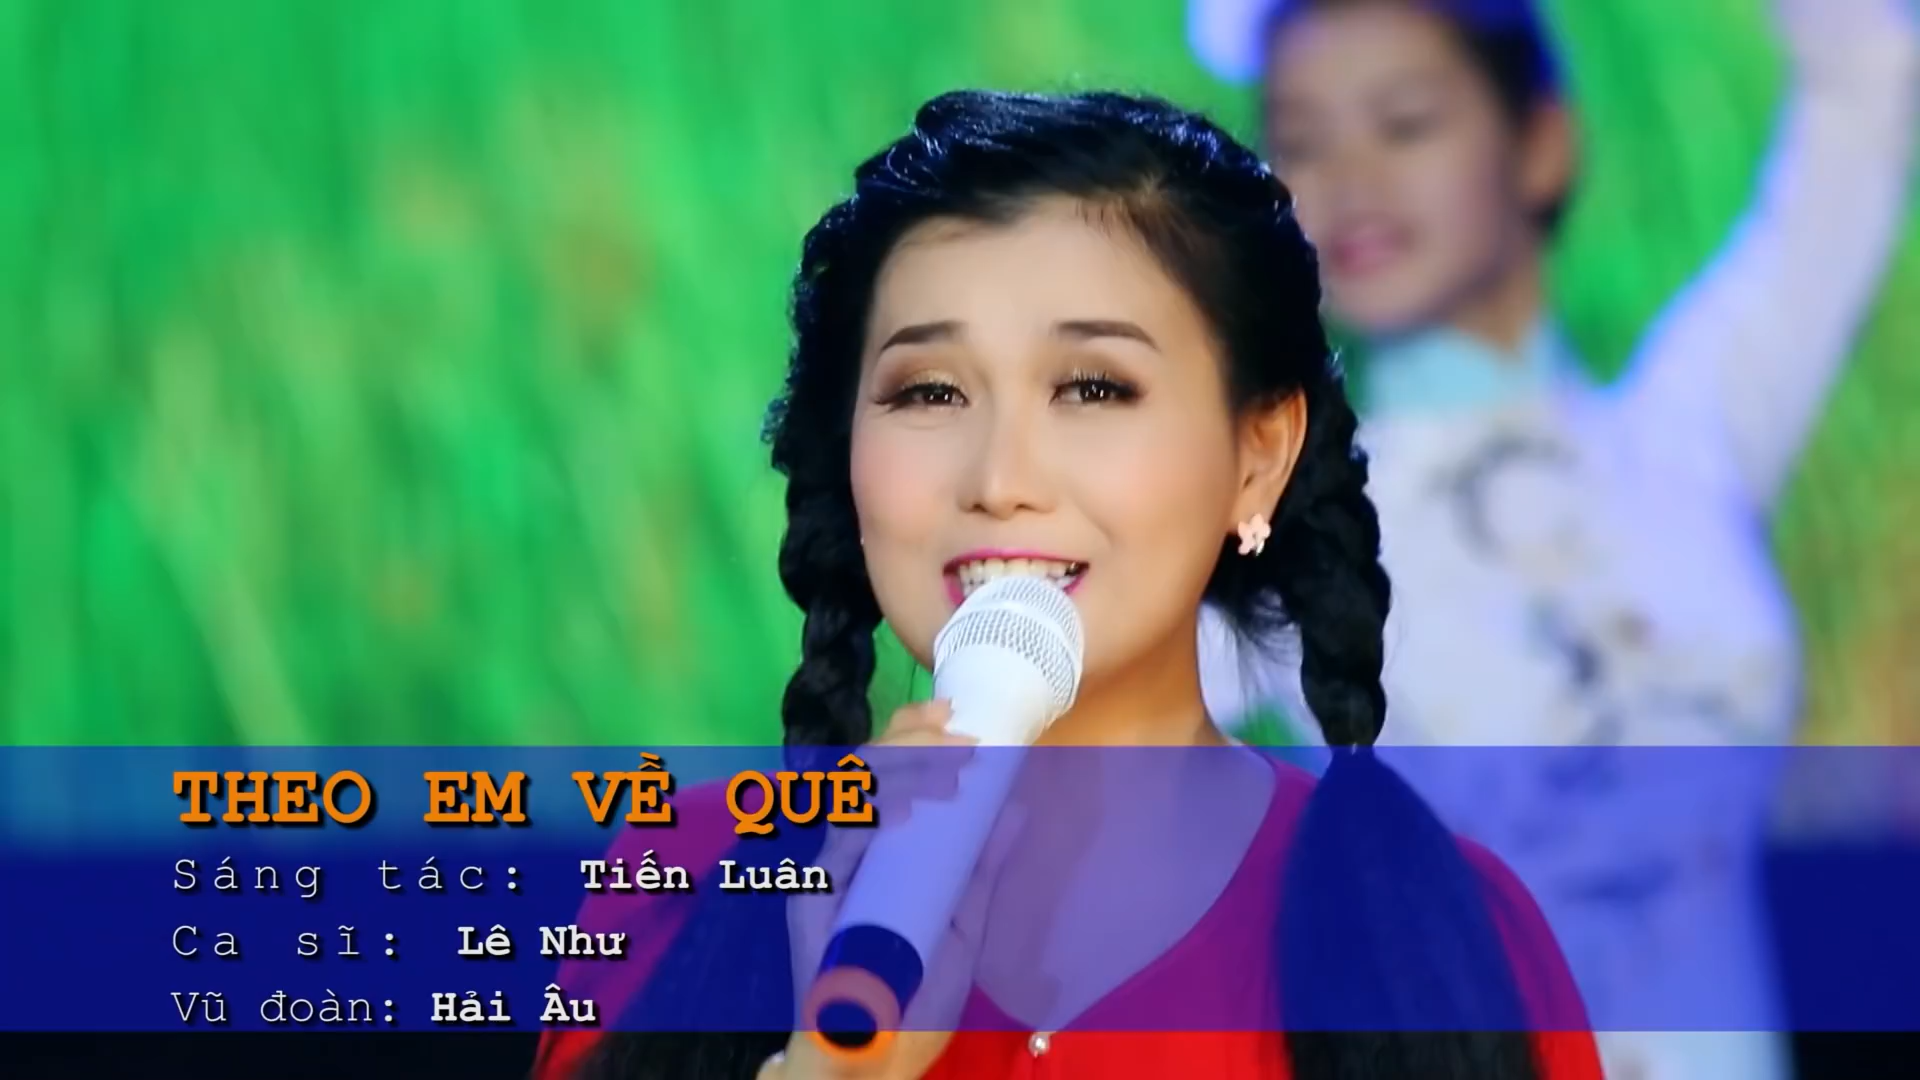 THEO EM VỀ QUÊ
Sáng tác: Tiến Luân
Ca sĩ: Lê Như
Vũ đoàn: Hải Âu